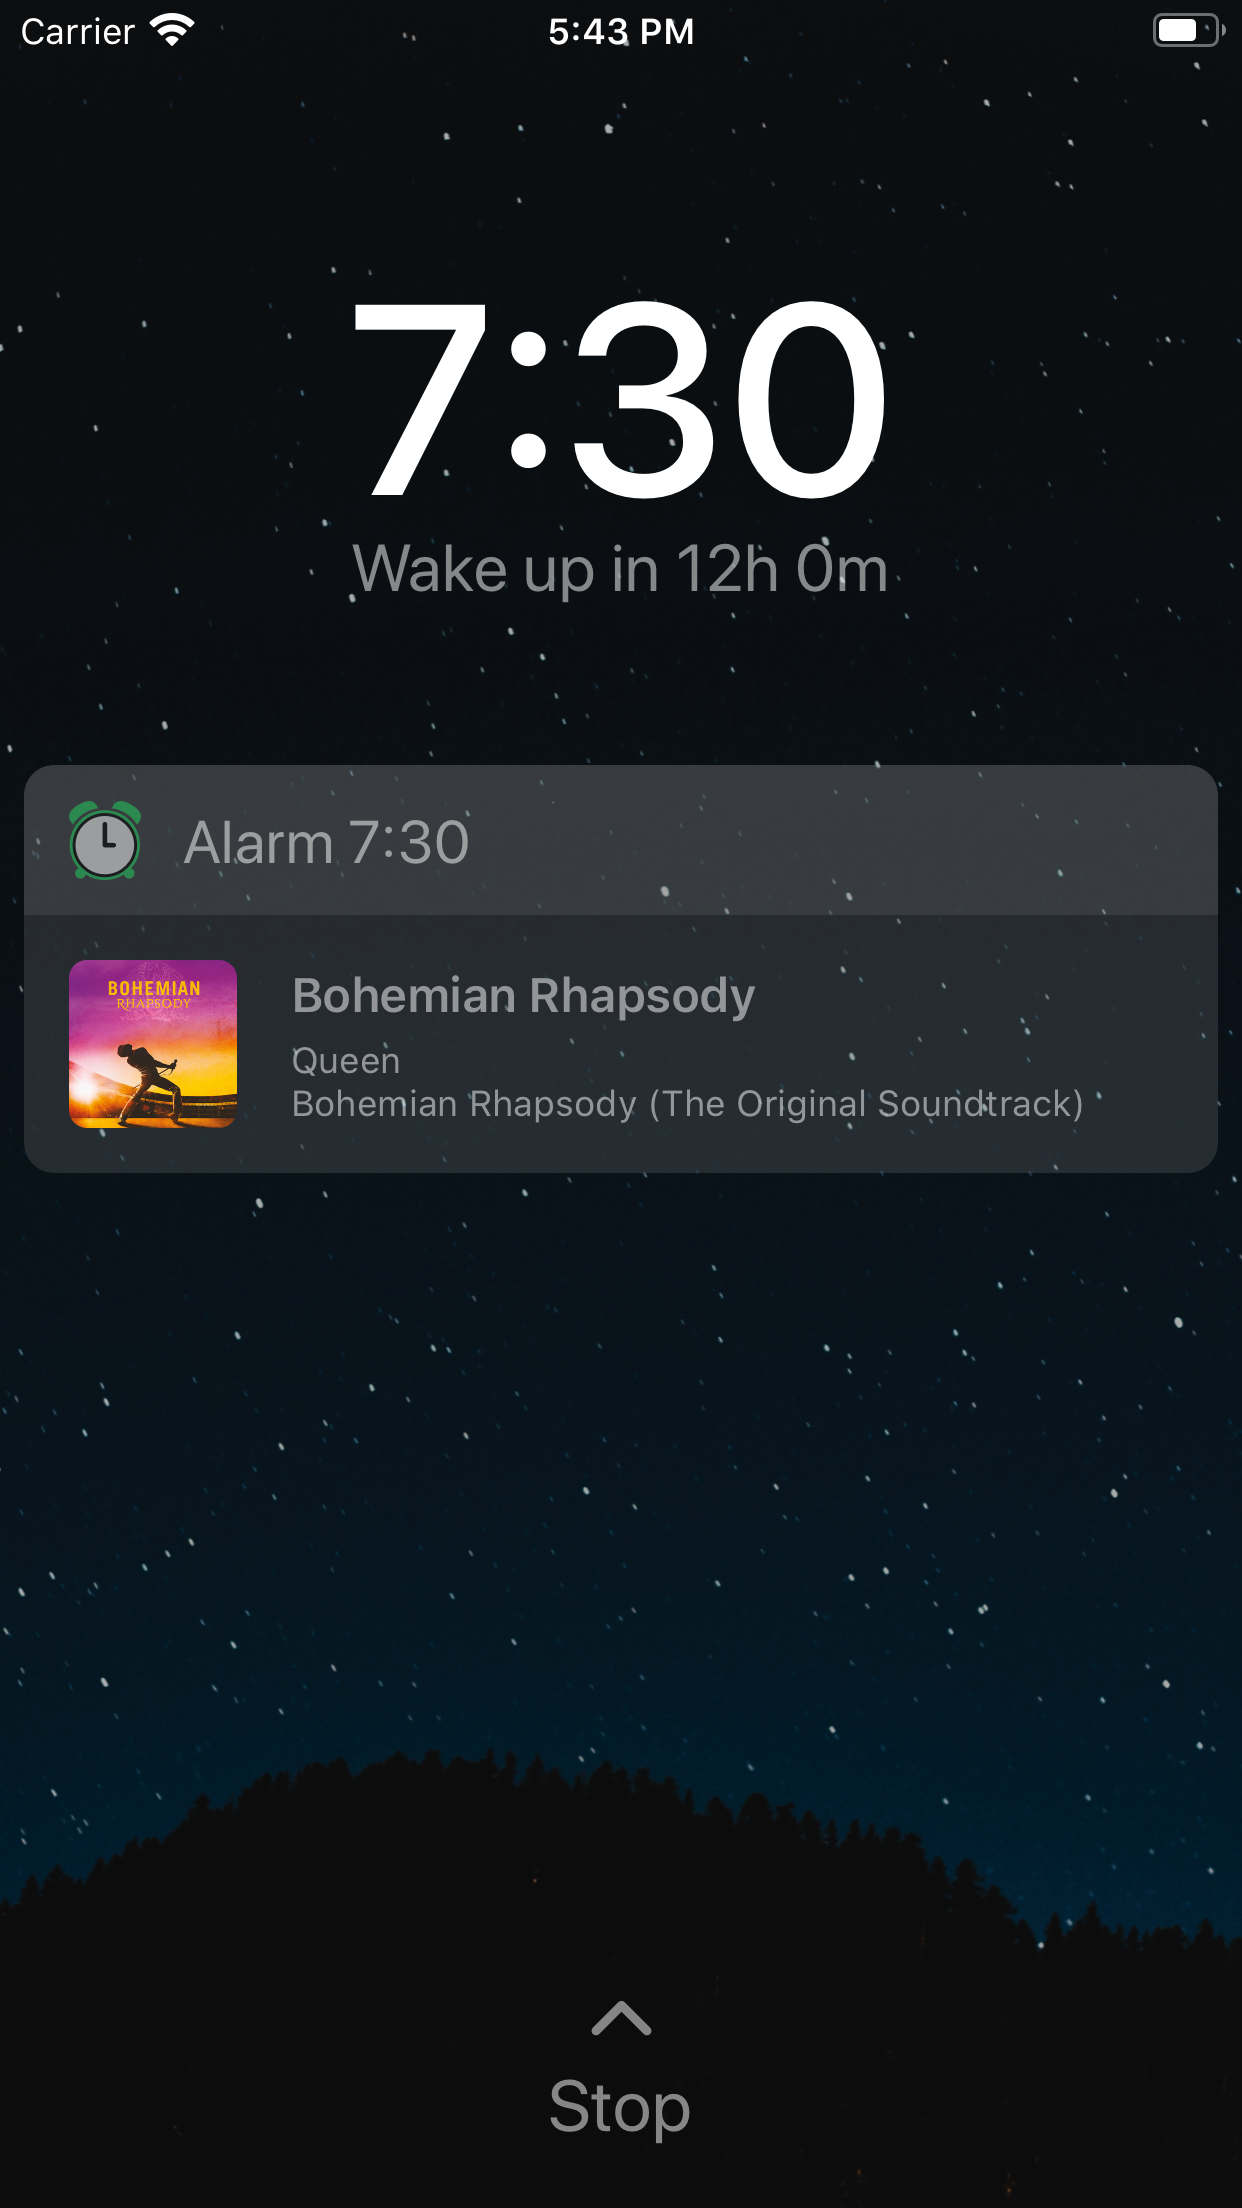 Carrier 5:43 PM
7:30
Wake up in 12h 0m
Alarm 7:30
BOHEMIAN
RHAPSODY
Bohemian Rhapsody
Queen
Bohemian Rhapsody (The Original Soundtrack)
Stop